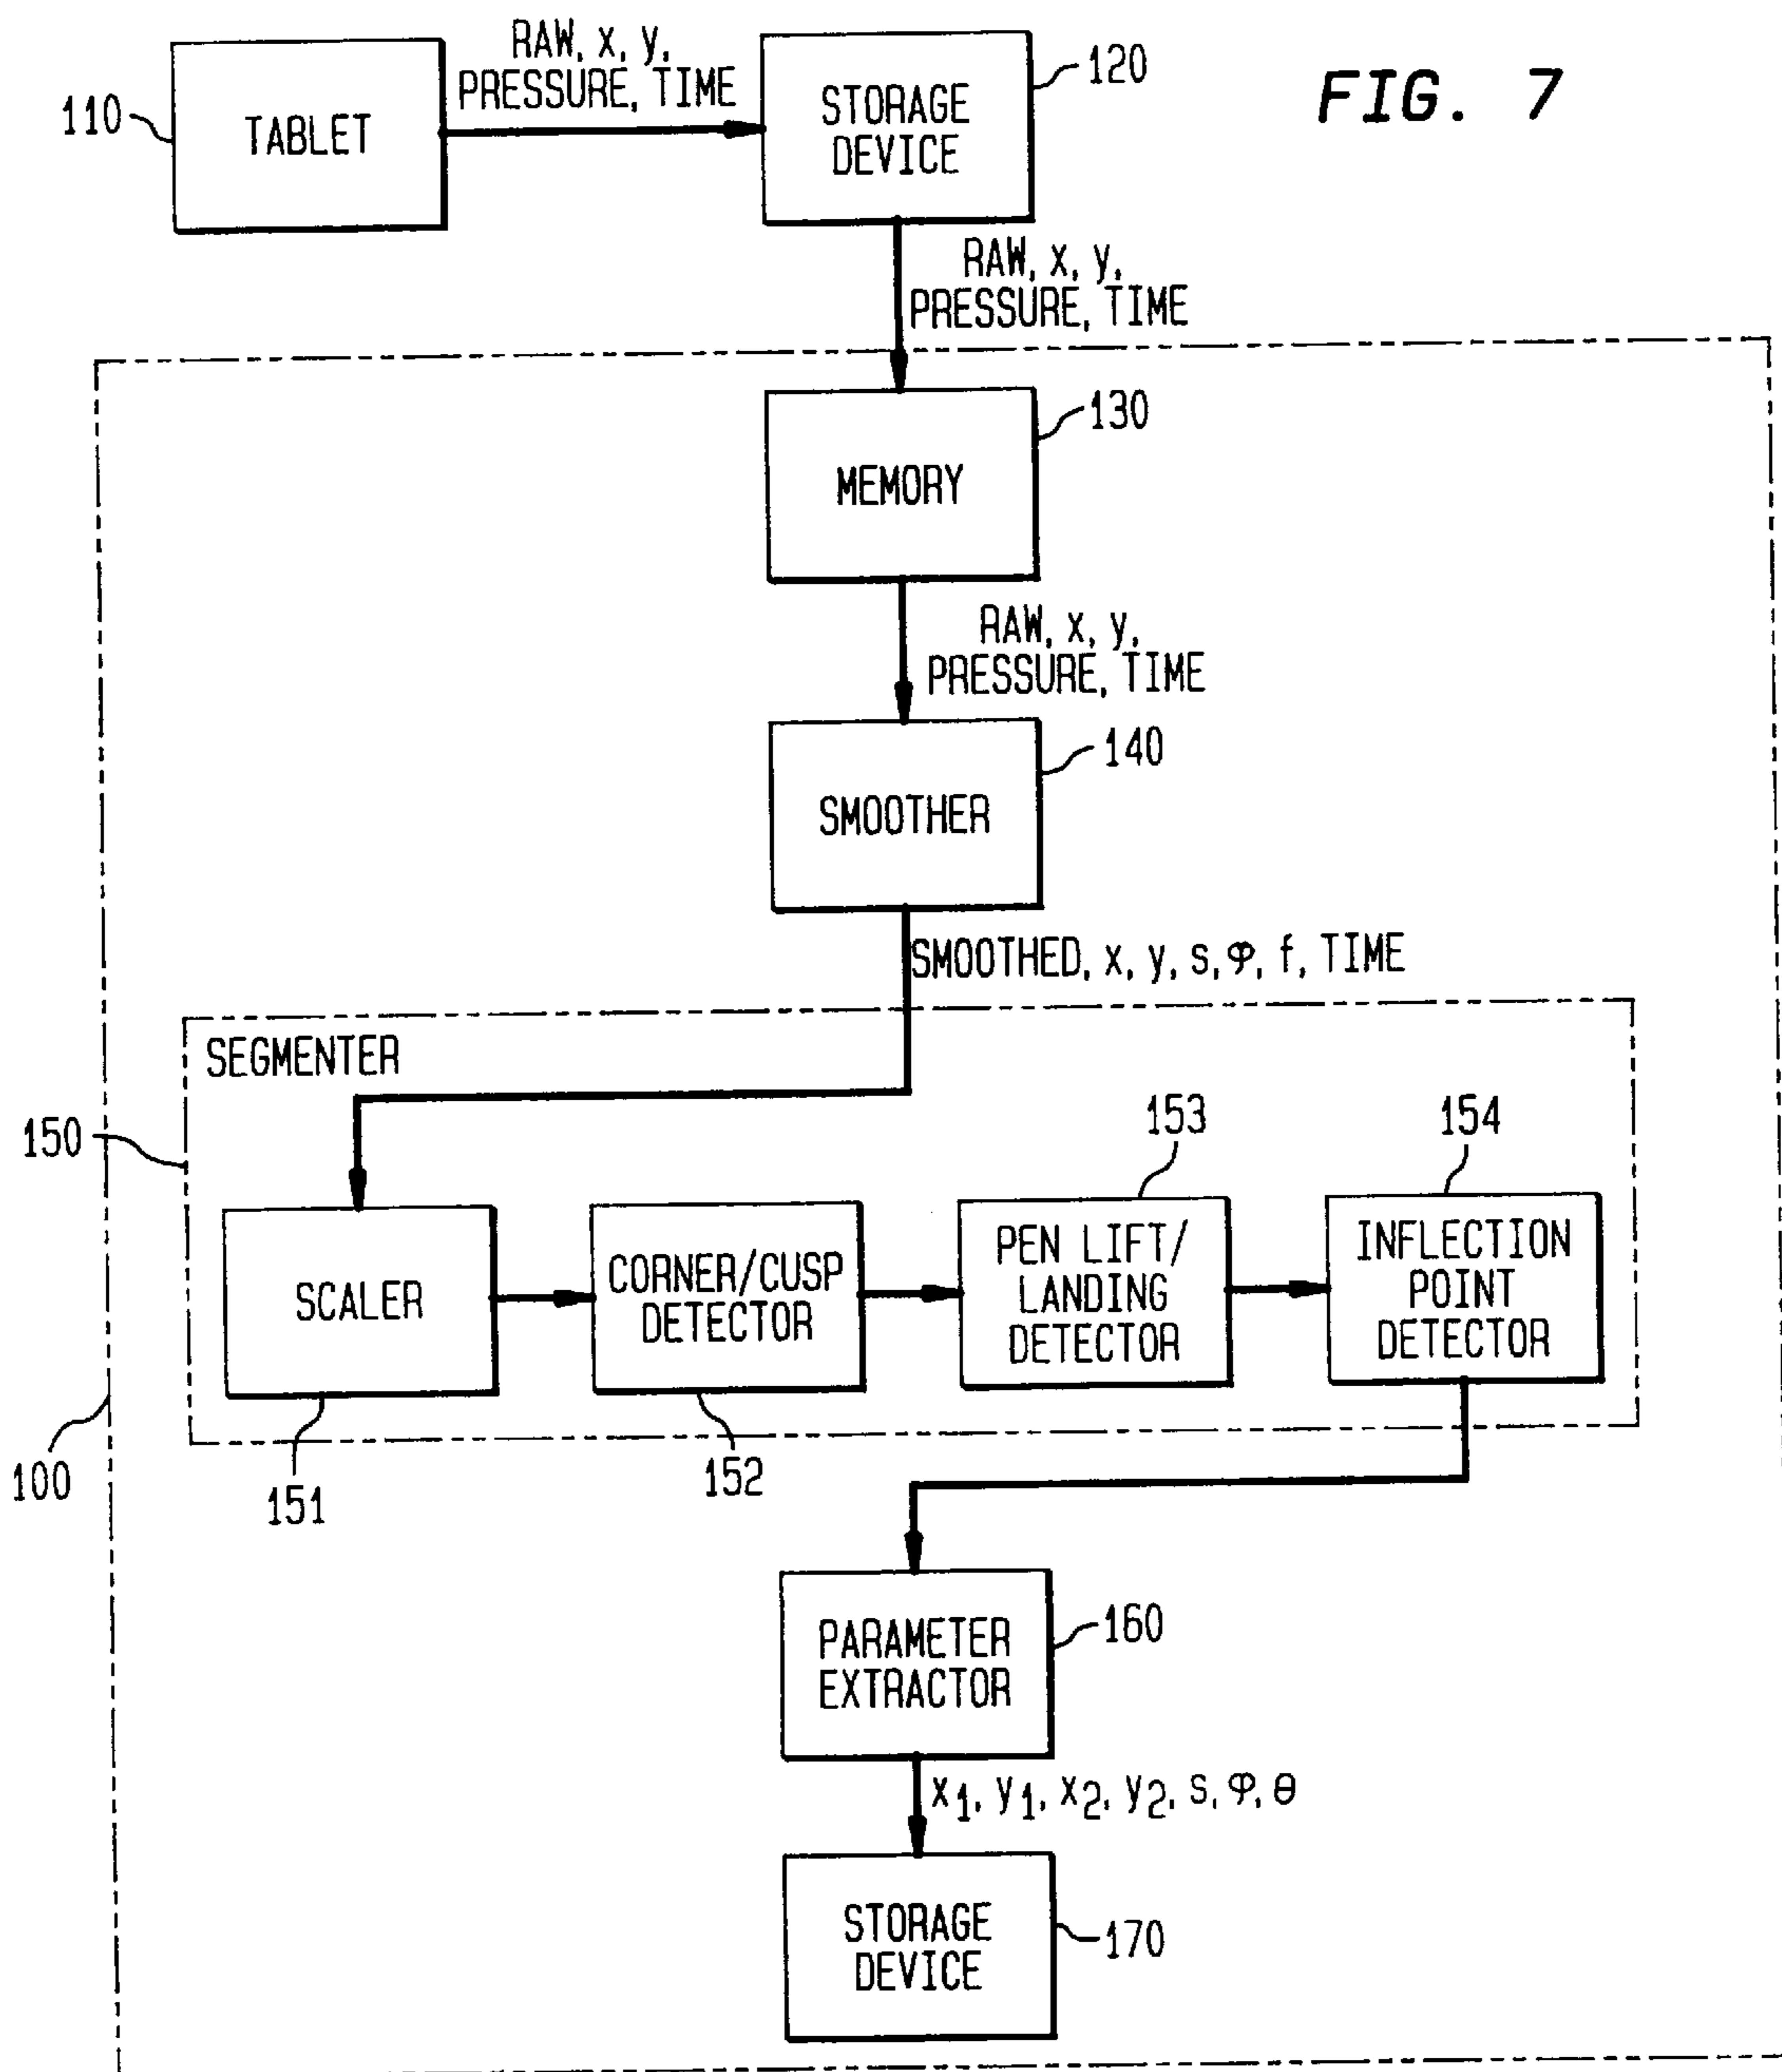 RAW, x, y,
PRESSURE, TIME
FIG. 7
110
TABLET
STORAGE
DEVICE
120
RAW, x, y,
PRESSURE, TIME
130
MEMORY
RAW, x, y,
PRESSURE, TIME
140
SMOOTHER
SMOOTHED, x, y, s, φ, f, TIME
SEGMENTER
150
153
154
SCALER
CORNER/CUSP
DETECTOR
PEN LIFT/
LANDING
DETECTOR
INFLECTION
POINT
DETECTOR
100
151
152
PARAMETER
EXTRACTOR
160
x1, y1, x2, y2, s, φ, θ
STORAGE
DEVICE
170